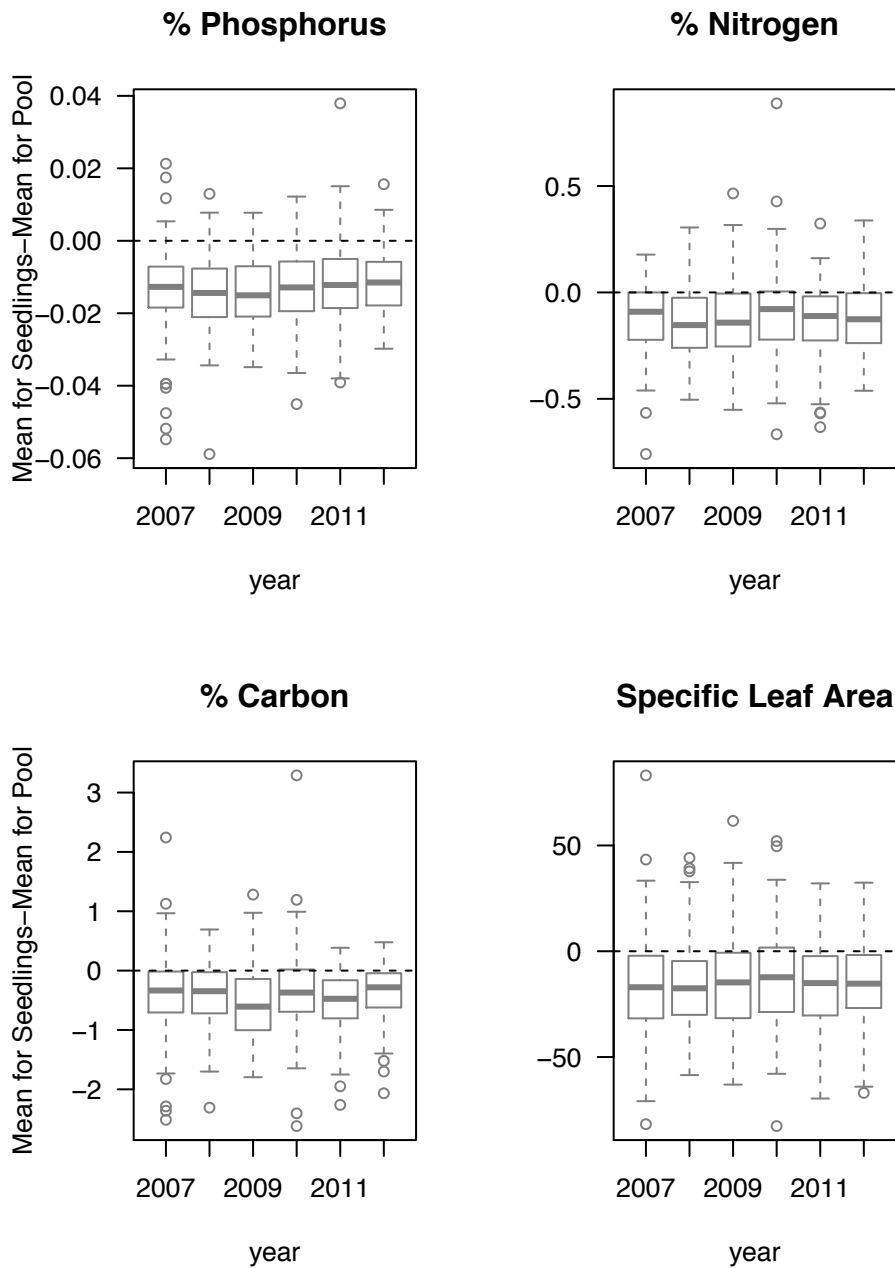 % Phosphorus
Mean for Seedlings−Mean for Pool
0.04
0.02
0.00
−0.02
−0.04
−0.06
2007 2009 2011
year
% Nitrogen
0.5
0.0
−0.5
2007 2009 2011
year
% Carbon
Mean for Seedlings−Mean for Pool
3
2
1
0
−1
−2
2007 2009 2011
year
Specific Leaf Area
50
0
−50
2007 2009 2011
year